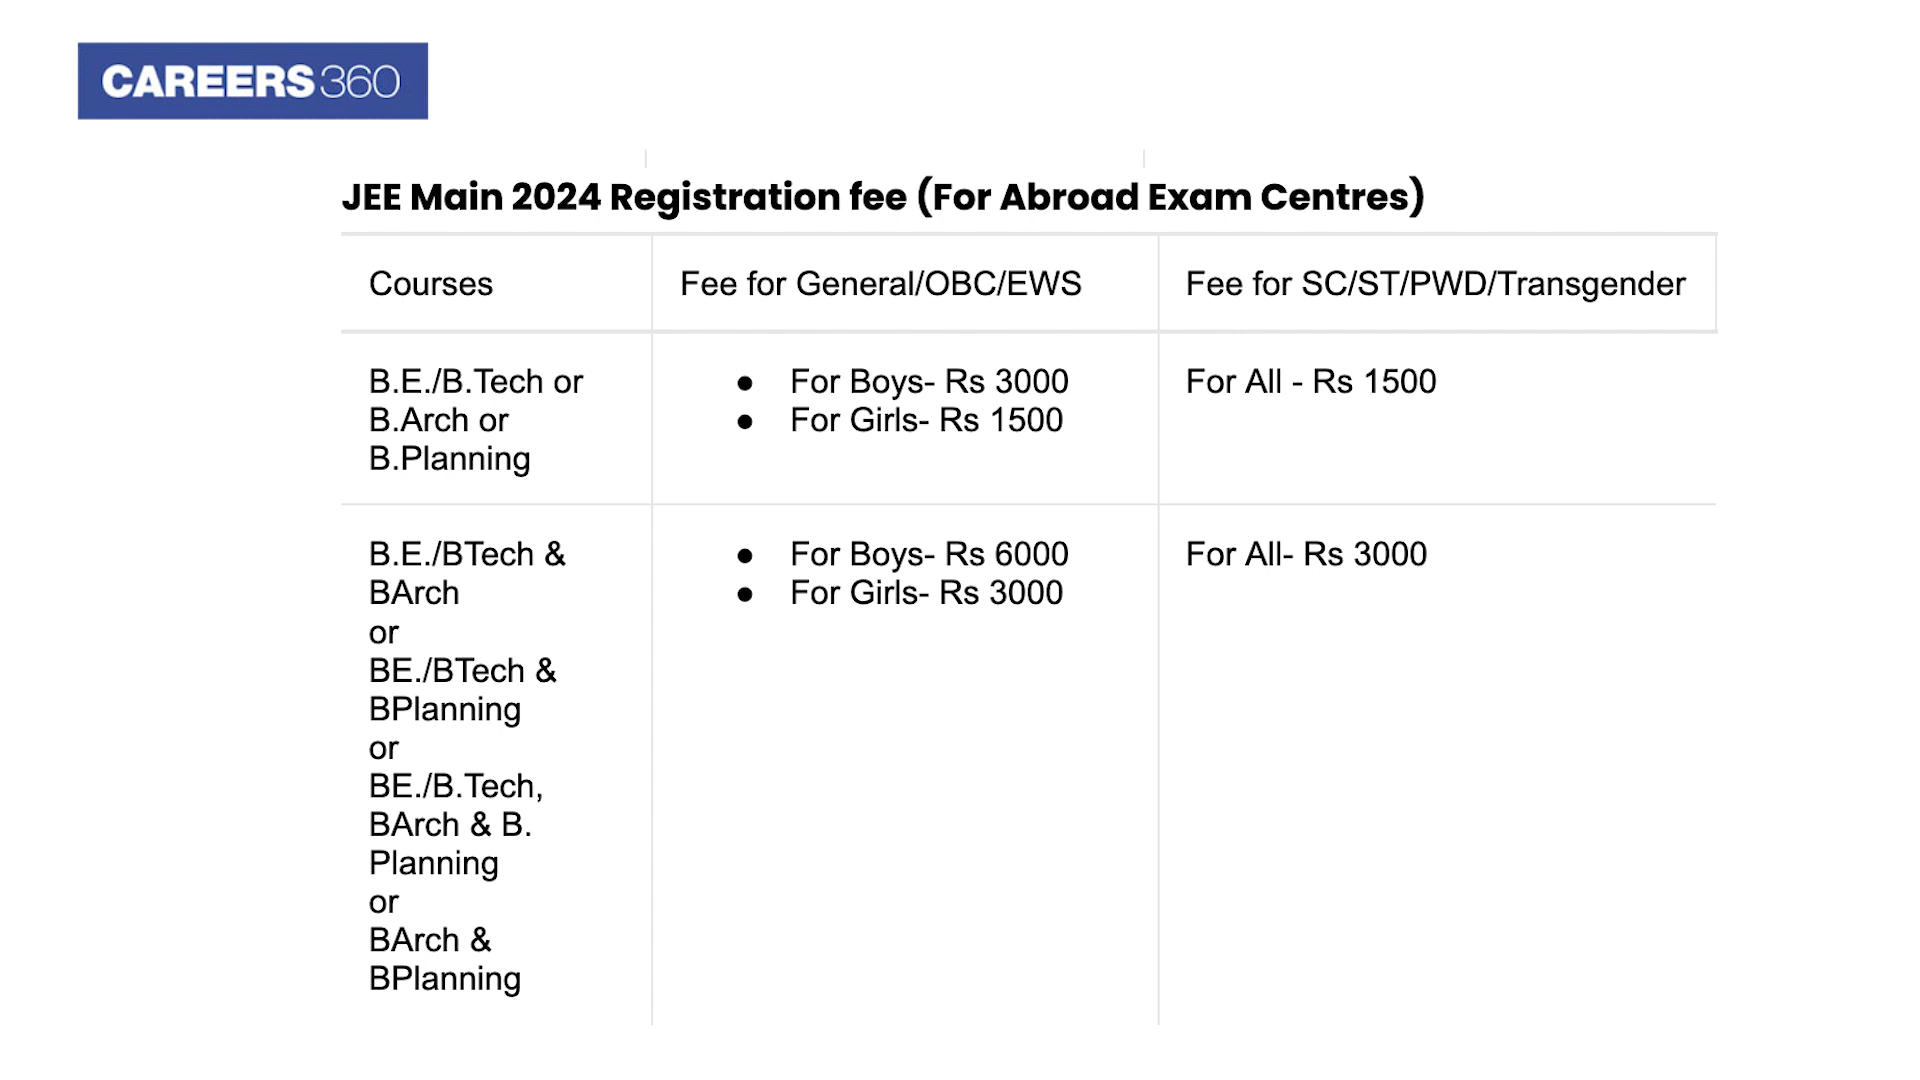 CAREERS360
JEE Main 2024 Registration fee (For Abroad Exam Centres)
Courses
Fee for General/OBC/EWS
Fee for SC/ST/PWD/Transgender
B.E./B.Tech or
B.Arch or
B.Planning
● For Boys- Rs 3000
● For Girls- Rs 1500
For All - Rs 1500
B.E./BTech &
BArch
or
BE./BTech &
BPlanning
or
BE./B.Tech,
BArch & B.
Planning
or
BArch &
BPlanning
● For Boys- Rs 6000
● For Girls- Rs 3000
For All- Rs 3000